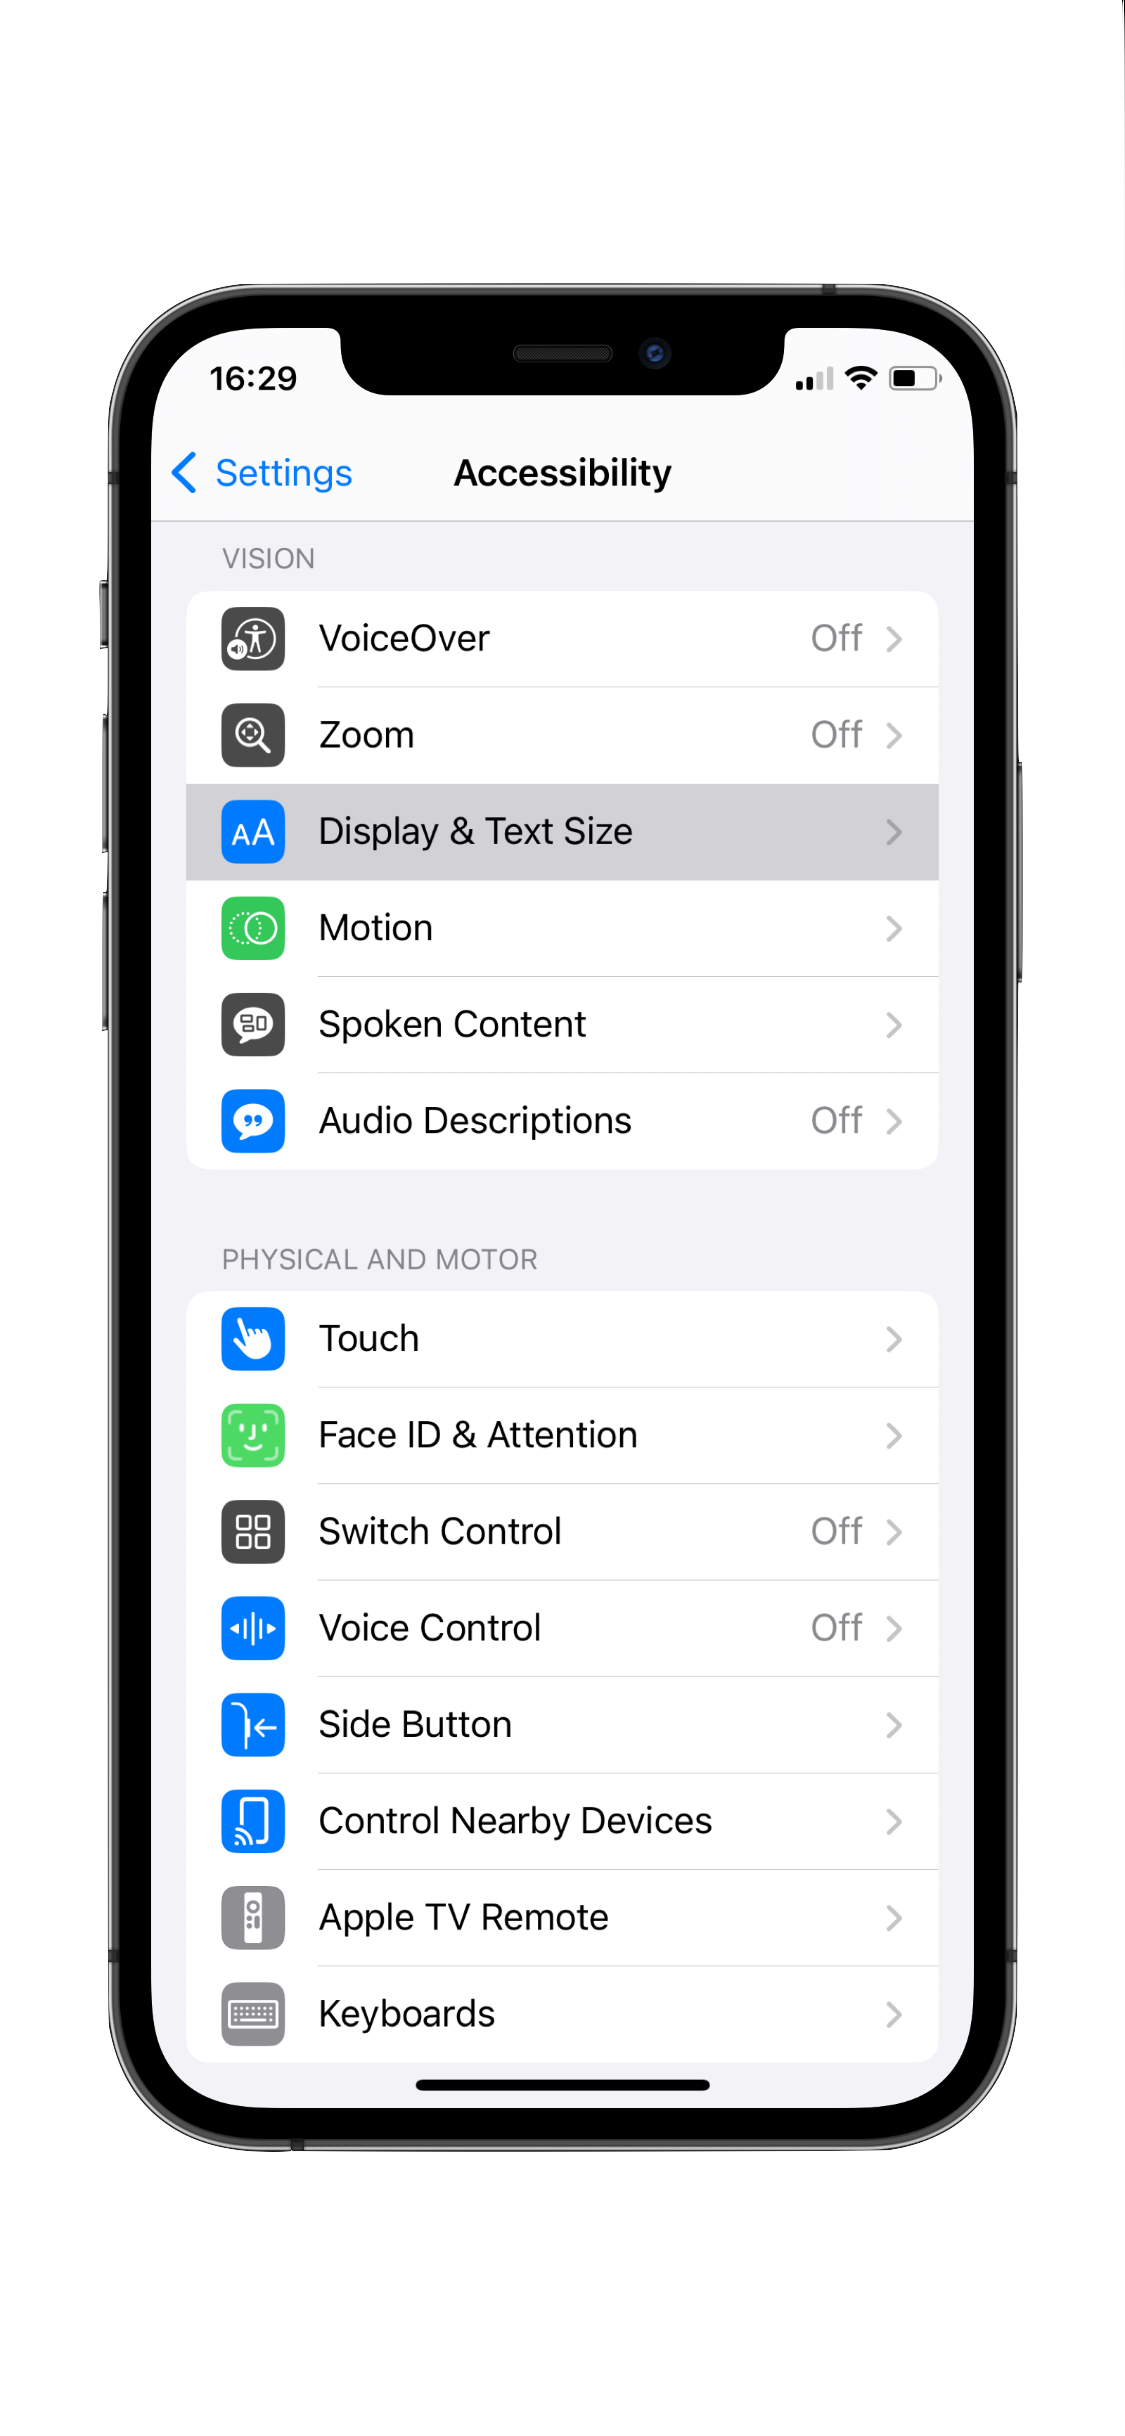 16:29
Settings
Accessibility
VISION
VoiceOver Off
Zoom Off
AA Display & Text Size
Motion
Spoken Content
Audio Descriptions Off
PHYSICAL AND MOTOR
Touch
Face ID & Attention
Switch Control Off
Voice Control Off
Side Button
Control Nearby Devices
Apple TV Remote
Keyboards